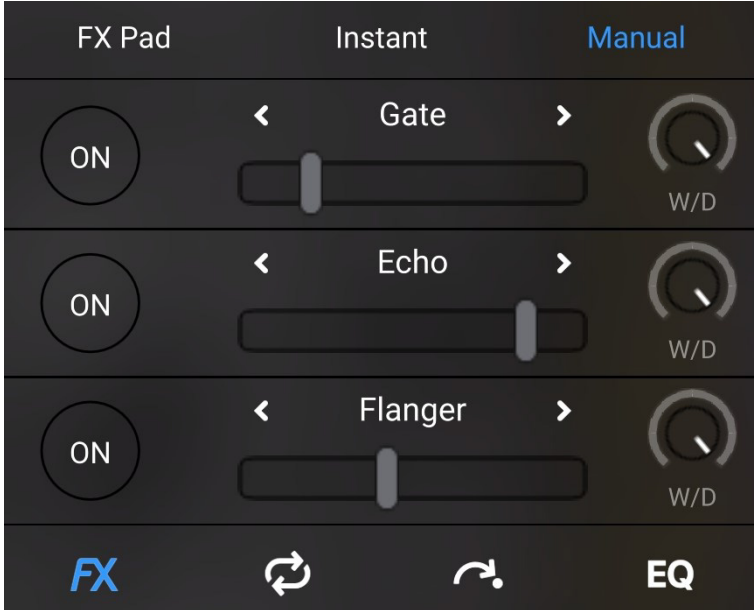 FX Pad Instant Manual
Gate
ON
W/D
Echo
ON
W/D
Flanger
ON
W/D
FX EQ